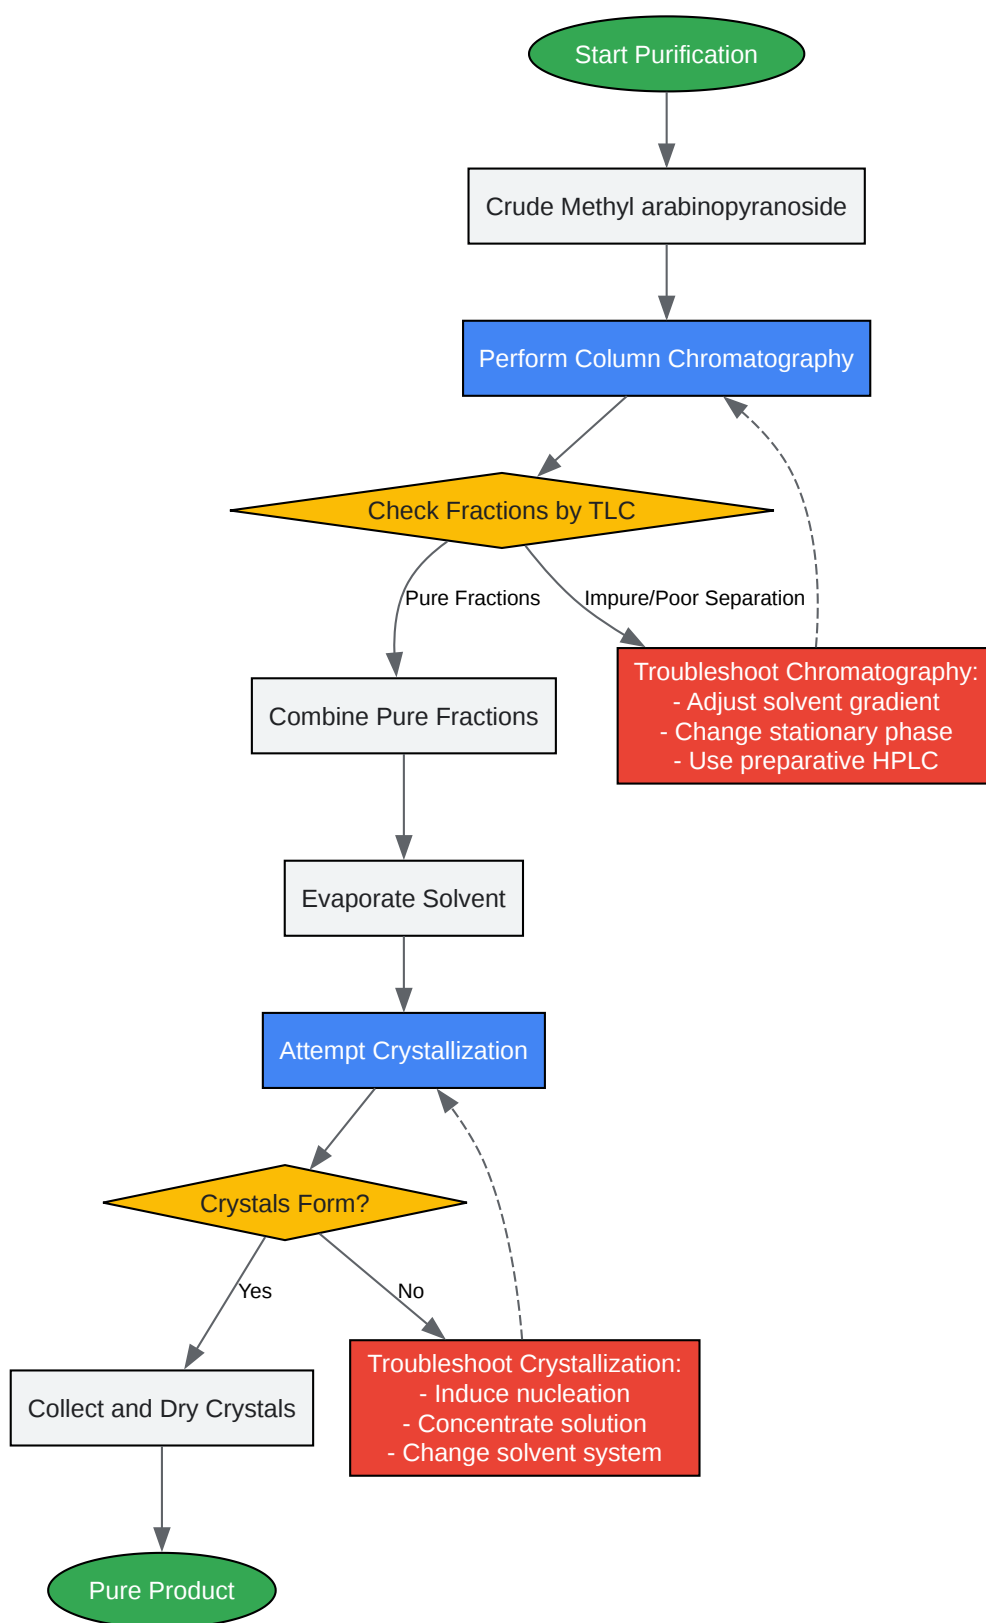 Start Purification
Crude Methyl arabinopyranoside
Perform Column Chromatography
Check Fractions by TLC
Pure Fractions
Impure/Poor Separation
Troubleshoot Chromatography:
- Adjust solvent gradient
- Change stationary phase
- Use preparative HPLC
Combine Pure Fractions
Evaporate Solvent
Attempt Crystallization
Crystals Form?
Yes
No
Troubleshoot Crystallization:
- Induce nucleation
- Concentrate solution
- Change solvent system
Collect and Dry Crystals
Pure Product